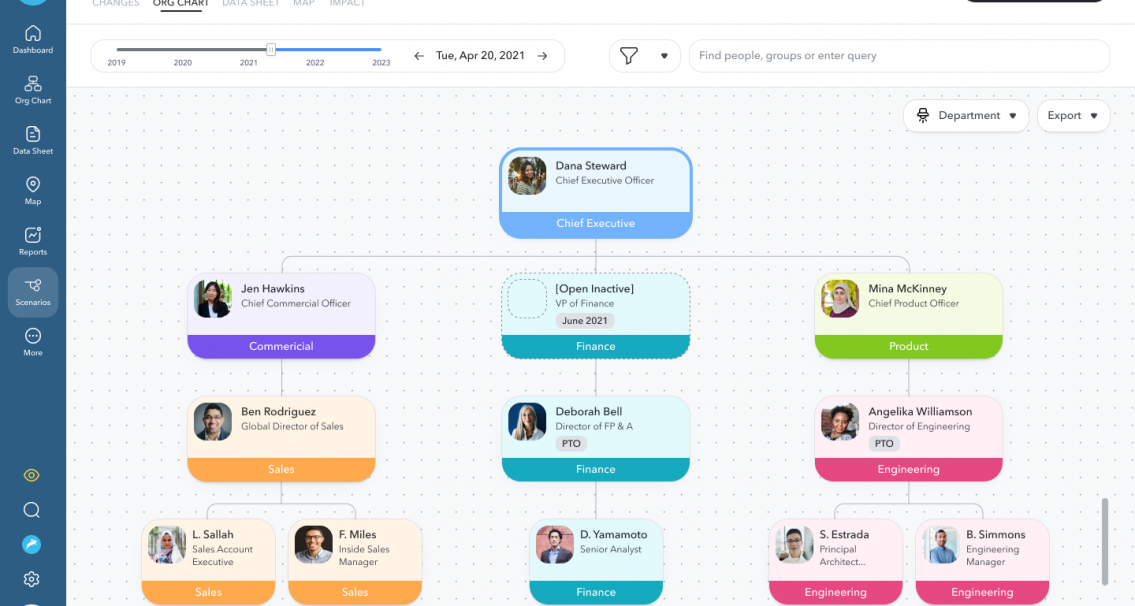 CHANGES ORG CHART DATA SHEET MAP IMPACT
Dashboard
Org Chart
Data Sheet
Map
Reports
Scenarios
More
2019 2020 2021 2022 2023
← Tue, Apr 20, 2021 →
Find people, groups or enter query
Department
Export
Dana Steward
Chief Executive Officer
Chief Executive
Jen Hawkins
Chief Commercial Officer
Commericial
[Open Inactive]
VP of Finance
June 2021
Finance
Mina McKinney
Chief Product Officer
Product
Ben Rodriguez
Global Director of Sales
Sales
Deborah Bell
Director of FP & A
PTO
Finance
Angelika Williamson
Director of Engineering
PTO
Engineering
L. Sallah
Sales Account
Executive
Sales
F. Miles
Inside Sales
Manager
Sales
D. Yamamoto
Senior Analyst
Finance
S. Estrada
Principal
Architect...
Engineering
B. Simmons
Engineering
Manager
Engineering